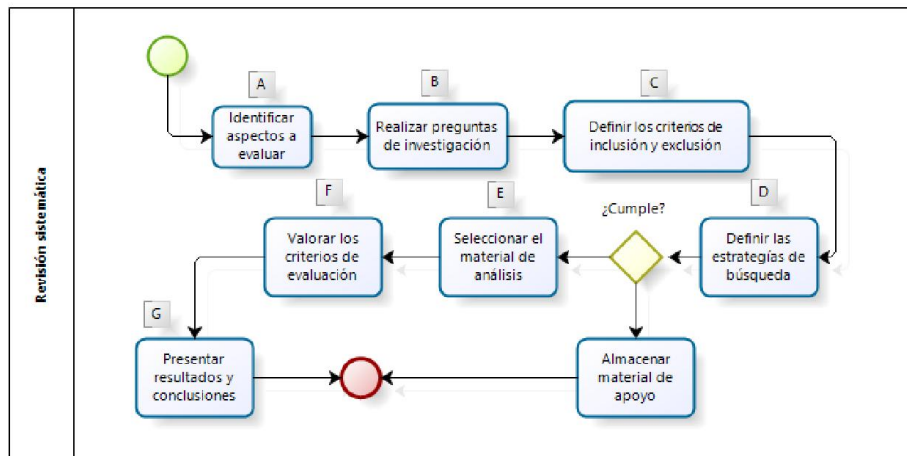 Revisión sistemática
A
Identificar
aspectos a
evaluar
B
Realizar preguntas
de investigación
C
Definir los criterios de
inclusión y exclusión
D
Definir las
estrategías de
búsqueda
¿Cumple?
E
Seleccionar el
material de
análisis
F
Valorar los
criterios de
evaluación
G
Presentar
resultados y
conclusiones
Almacenar
material de
apoyo